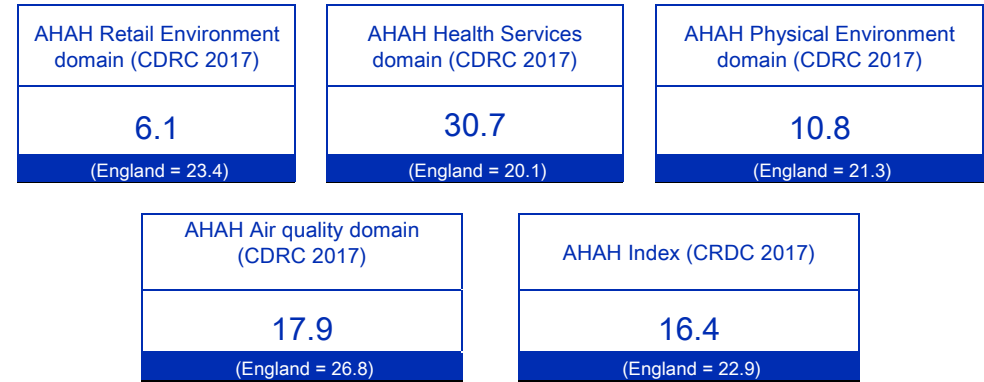 AHAH Retail Environment
domain (CDRC 2017)
6.1
(England = 23.4)
AHAH Health Services
domain (CDRC 2017)
30.7
(England = 20.1)
AHAH Physical Environment
domain (CDRC 2017)
10.8
(England = 21.3)
AHAH Air quality domain
(CDRC 2017)
17.9
(England = 26.8)
AHAH Index (CRDC 2017)
16.4
(England = 22.9)